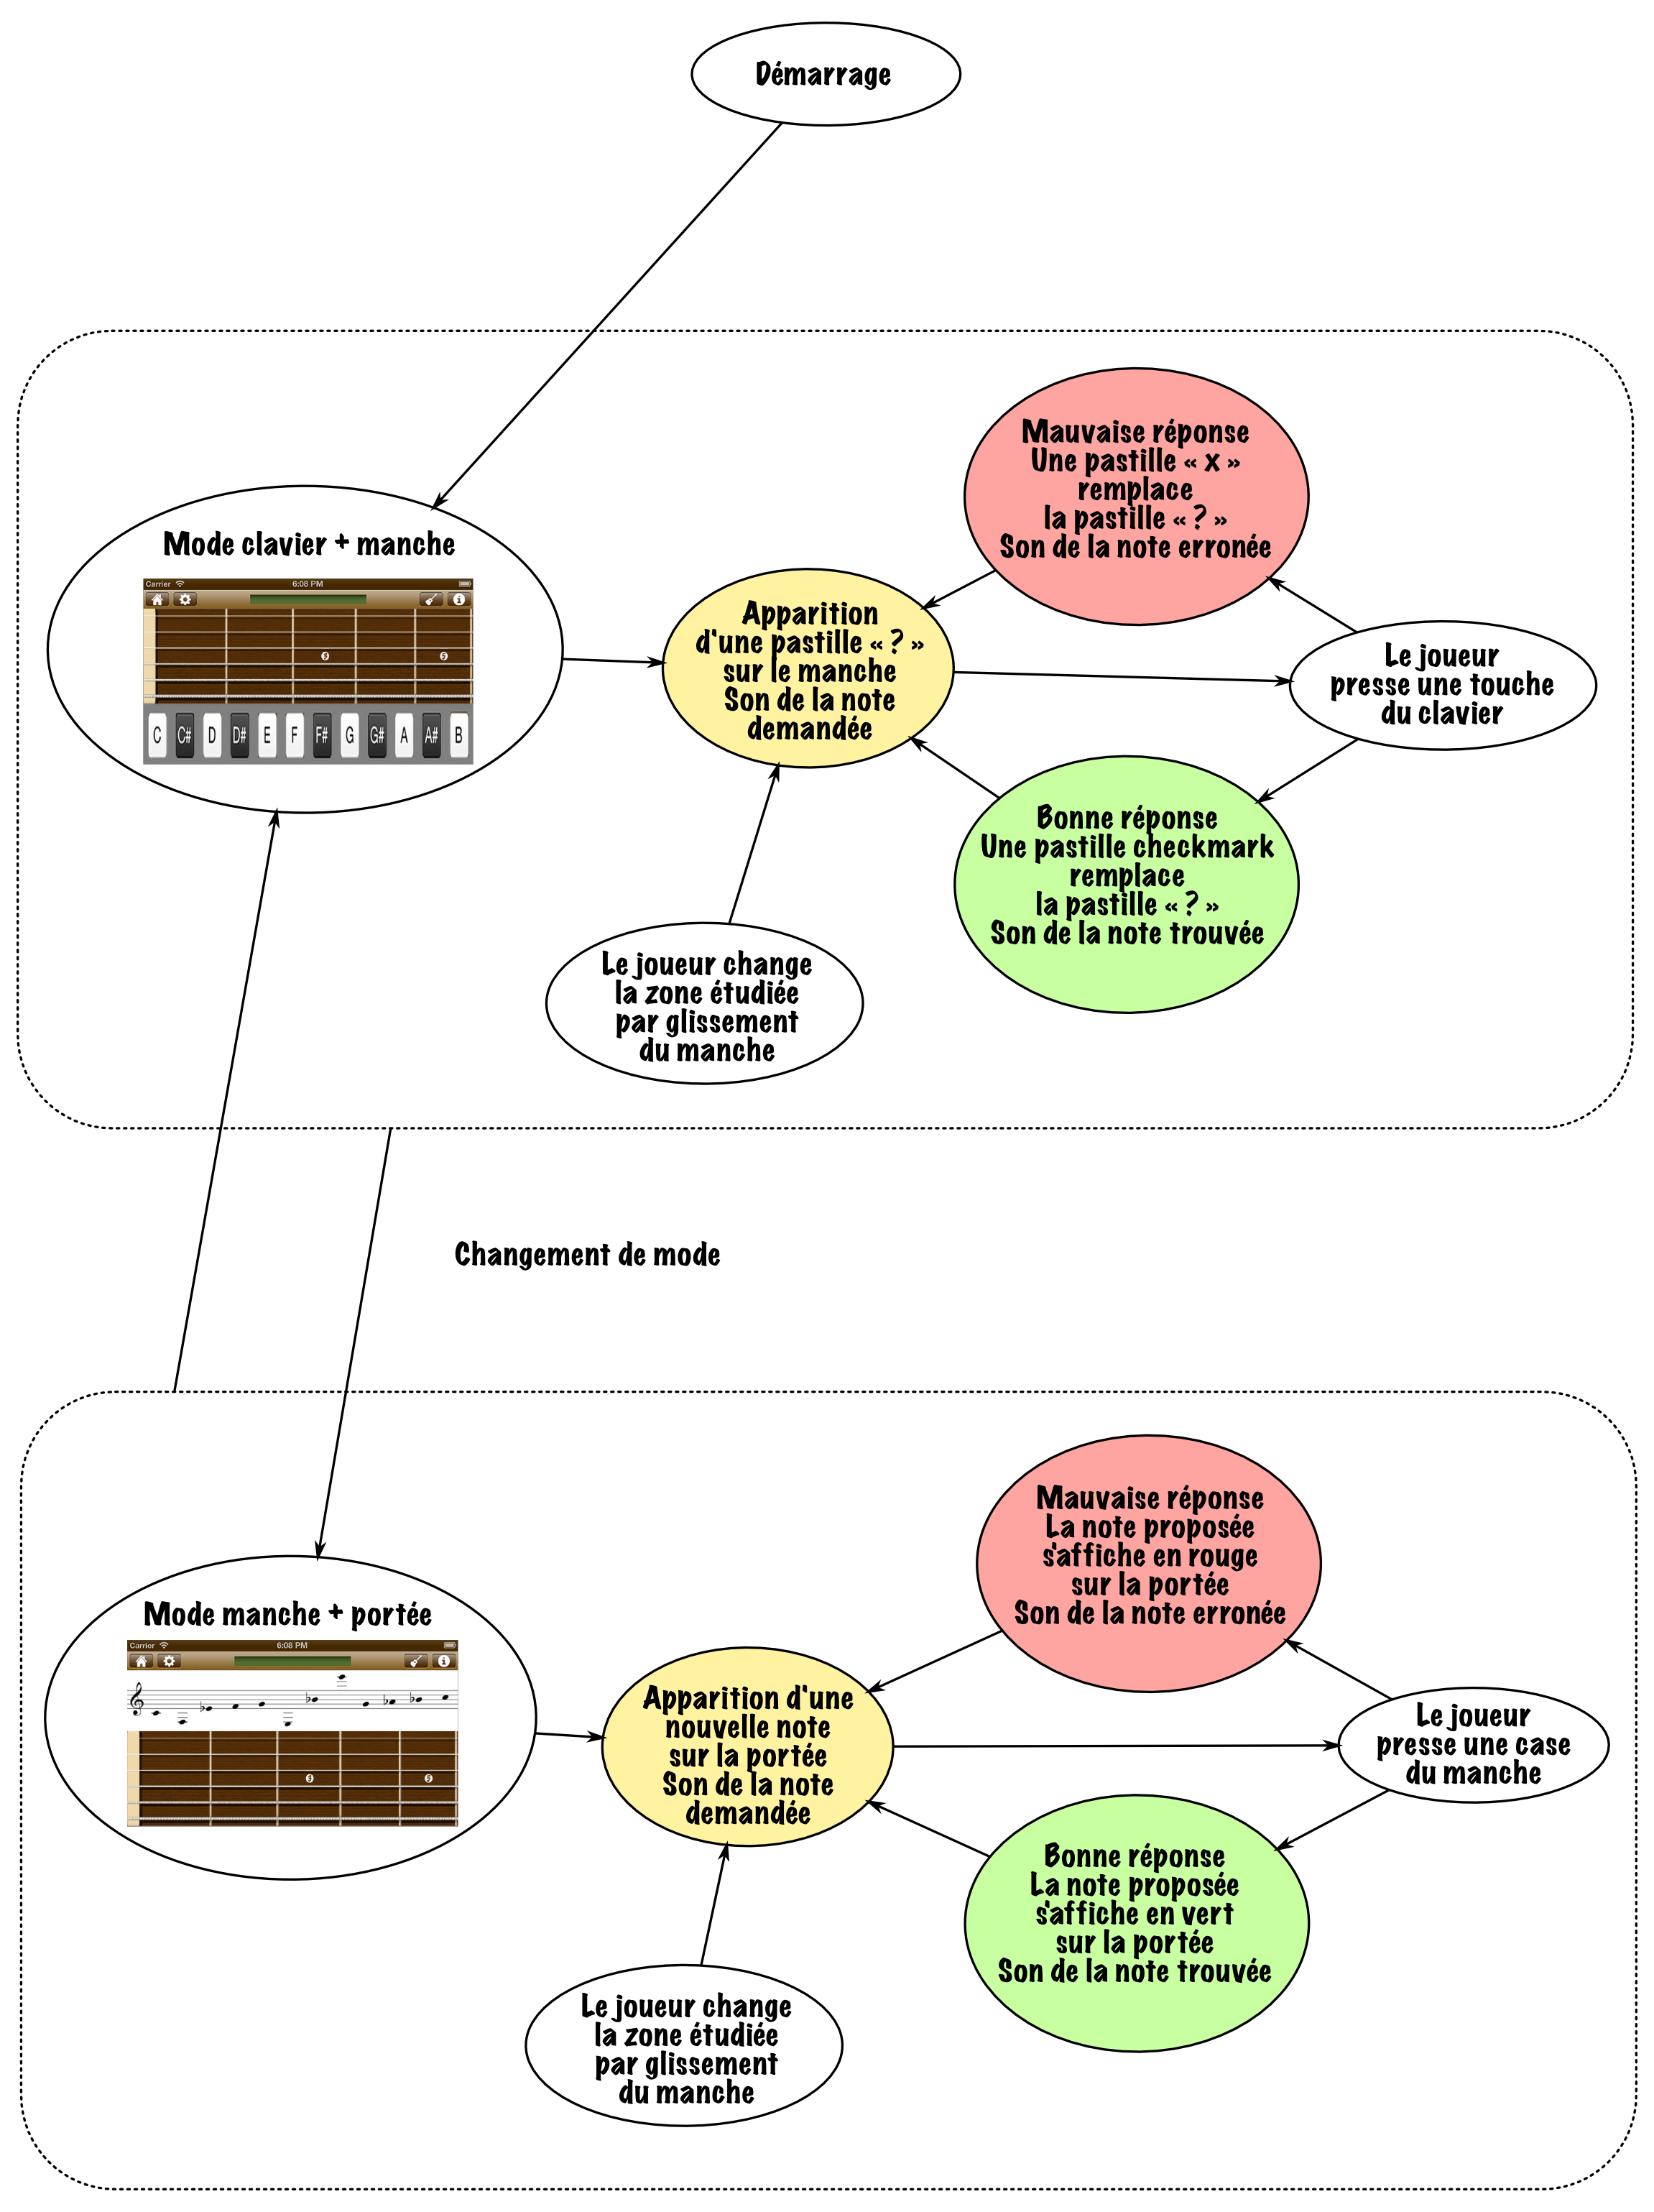 Démarrage
Mauvaise réponse
Une pastille « x »
remplace
la pastille « ? »
Son de la note erronée
Mode clavier + manche
Carrier
6:08 PM
3
5
C C# D D# E F F# G G# A A# B
Apparition
d'une pastille « ? »
sur le manche
Son de la note
demandée
Le joueur
presse une touche
du clavier
Bonne réponse
Une pastille checkmark
remplace
la pastille « ? »
Son de la note trouvée
Le joueur change
la zone étudiée
par glissement
du manche
Changement de mode
Mauvaise réponse
La note proposée
s'affiche en rouge
sur la portée
Son de la note erronée
Mode manche + portée
Carrier
6:08 PM
3
5
Apparition d'une
nouvelle note
sur la portée
Son de la note
demandée
Le joueur
presse une case
du manche
Bonne réponse
La note proposée
s'affiche en vert
sur la portée
Son de la note trouvée
Le joueur change
la zone étudiée
par glissement
du manche